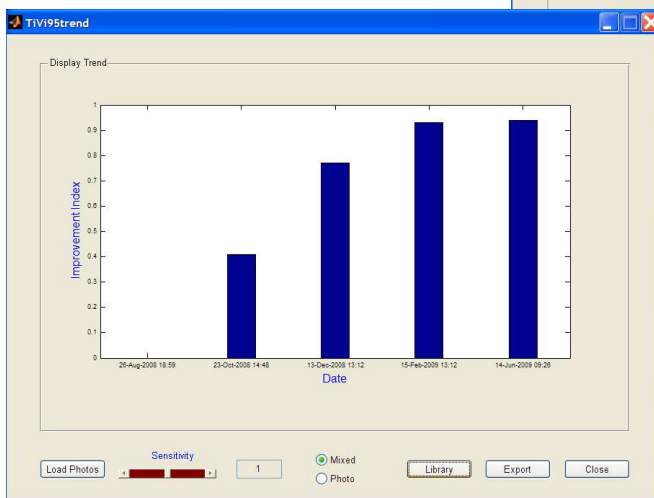 TiVi95trend
Display Trend
1
0.9
0.8
0.7
0.6
0.5
0.4
0.3
0.2
0.1
0
Improvement Index
26-Aug-2008 18:59
23-Oct-2008 14:48
13-Dec-2008 13:12
15-Feb-2009 13:12
14-Jun-2009 09:26
Date
Load Photos
Sensitivity
1
Mixed
Photo
Library
Export
Close